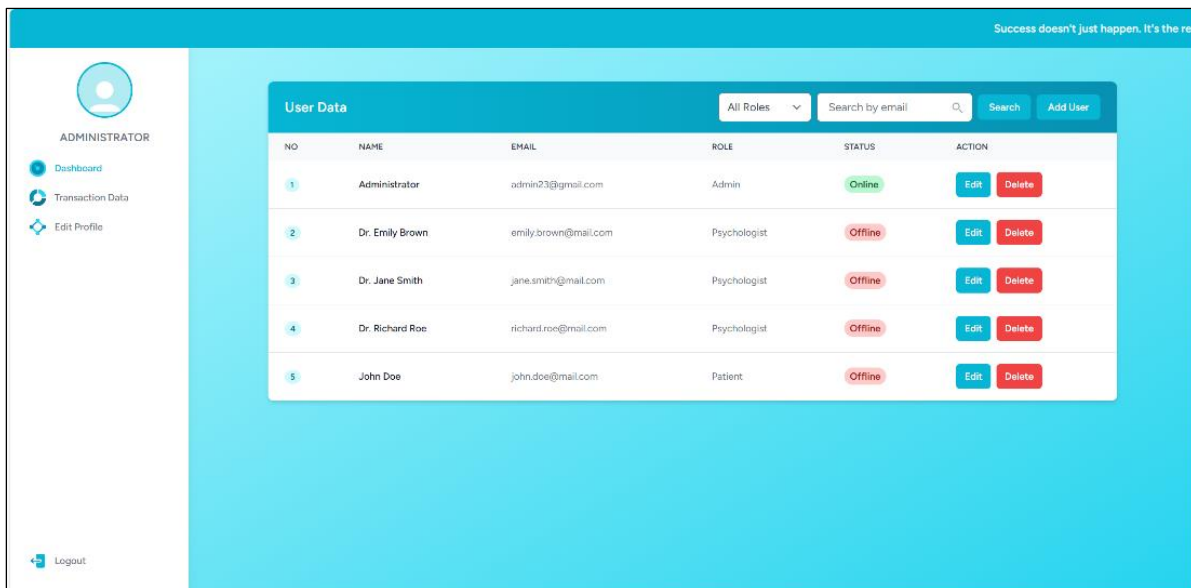 Success doesn't just happen. It's the re
ADMINISTRATOR
Dashboard
Transaction Data
Edit Profile
Logout
User Data All Roles Search by email Search Add User
NO NAME EMAIL ROLE STATUS ACTION
1 Administrator admin23@gmail.com Admin Online Edit Delete
2 Dr. Emily Brown emily.brown@mail.com Psychologist Offline Edit Delete
3 Dr. Jane Smith jane.smith@mail.com Psychologist Offline Edit Delete
4 Dr. Richard Roe richard.roe@mail.com Psychologist Offline Edit Delete
5 John Doe john.doe@mail.com Patient Offline Edit Delete